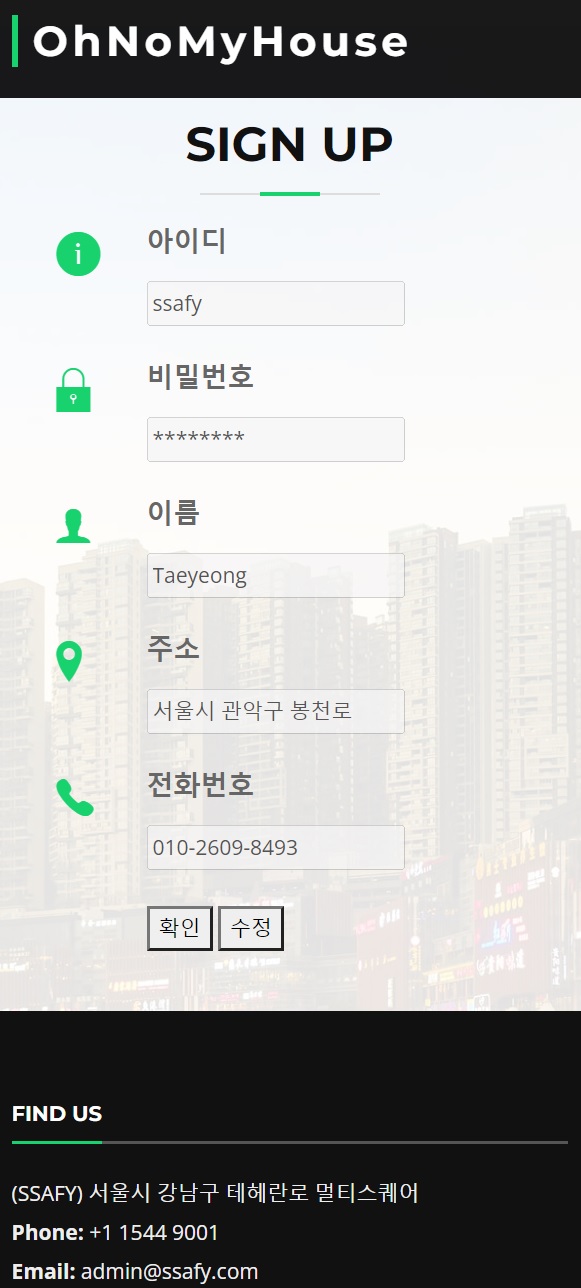 OhNoMyHouse
SIGN UP
아이디
ssafy
비밀번호
********
이름
Taeyeong
주소
서울시 관악구 봉천로
전화번호
010-2609-8493
확인 수정
FIND US
(SSAFY) 서울시 강남구 테헤란로 멀티스퀘어
Phone: +1 1544 9001
Email: admin@ssafy.com